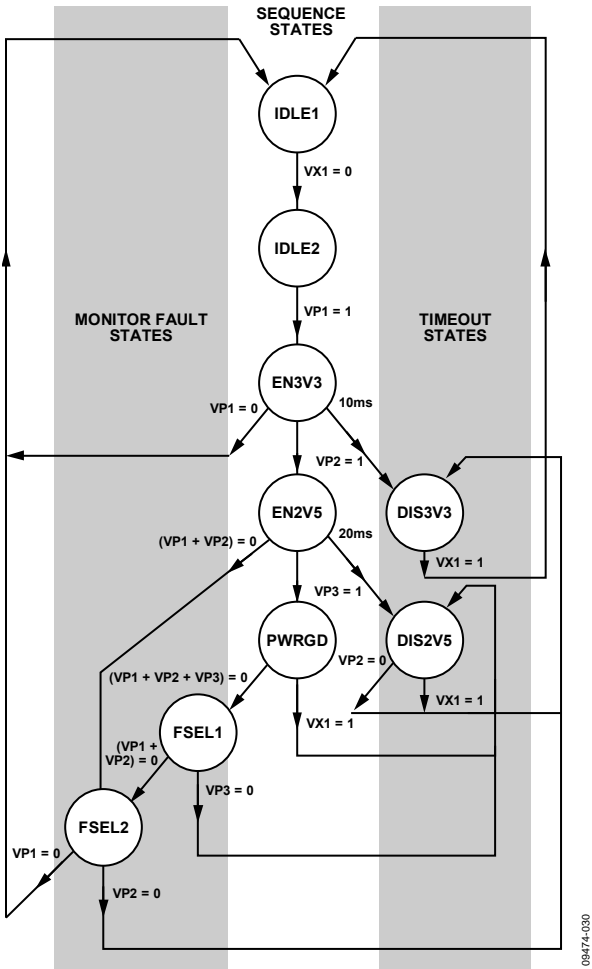 SEQUENCE
STATES
IDLE1
VX1 = 0
IDLE2
VP1 = 1
MONITOR FAULT
STATES
TIMEOUT
STATES
EN3V3
10ms
VP1 = 0
VP2 = 1
EN2V5
DIS3V3
20ms
(VP1 + VP2) = 0
VX1 = 1
VP3 = 1
PWRGD
DIS2V5
VP2 = 0
(VP1 + VP2 + VP3) = 0
VX1 = 1
FSEL1
VX1 = 1
(VP1 +
VP2) = 0
VP3 = 0
FSEL2
VP1 = 0
VP2 = 0
09474-030